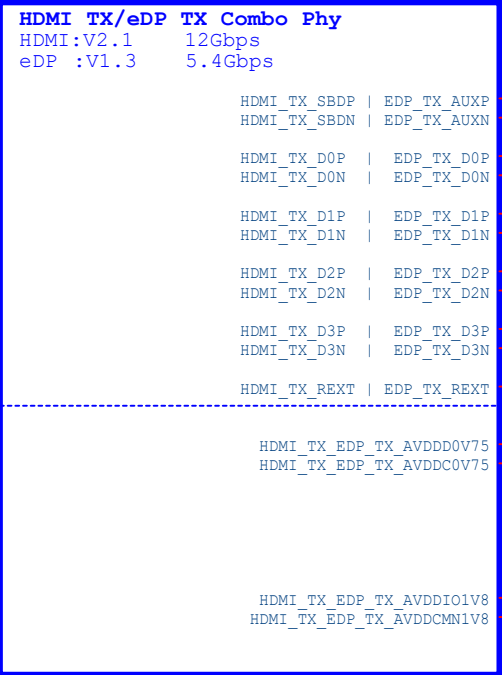 HDMI TX/eDP TX Combo Phy
HDMI:V2.1 12Gbps
eDP :V1.3 5.4Gbps
HDMI_TX_SBDP | EDP_TX_AUXP
HDMI_TX_SBDN | EDP_TX_AUXN
HDMI_TX_D0P | EDP_TX_D0P
HDMI_TX_D0N | EDP_TX_D0N
HDMI_TX_D1P | EDP_TX_D1P
HDMI_TX_D1N | EDP_TX_D1N
HDMI_TX_D2P | EDP_TX_D2P
HDMI_TX_D2N | EDP_TX_D2N
HDMI_TX_D3P | EDP_TX_D3P
HDMI_TX_D3N | EDP_TX_D3N
HDMI_TX_REXT | EDP_TX_REXT
HDMI_TX_EDP_TX_AVDDD0V75
HDMI_TX_EDP_TX_AVDDC0V75
HDMI_TX_EDP_TX_AVDDIO1V8
HDMI_TX_EDP_TX_AVDDCMN1V8